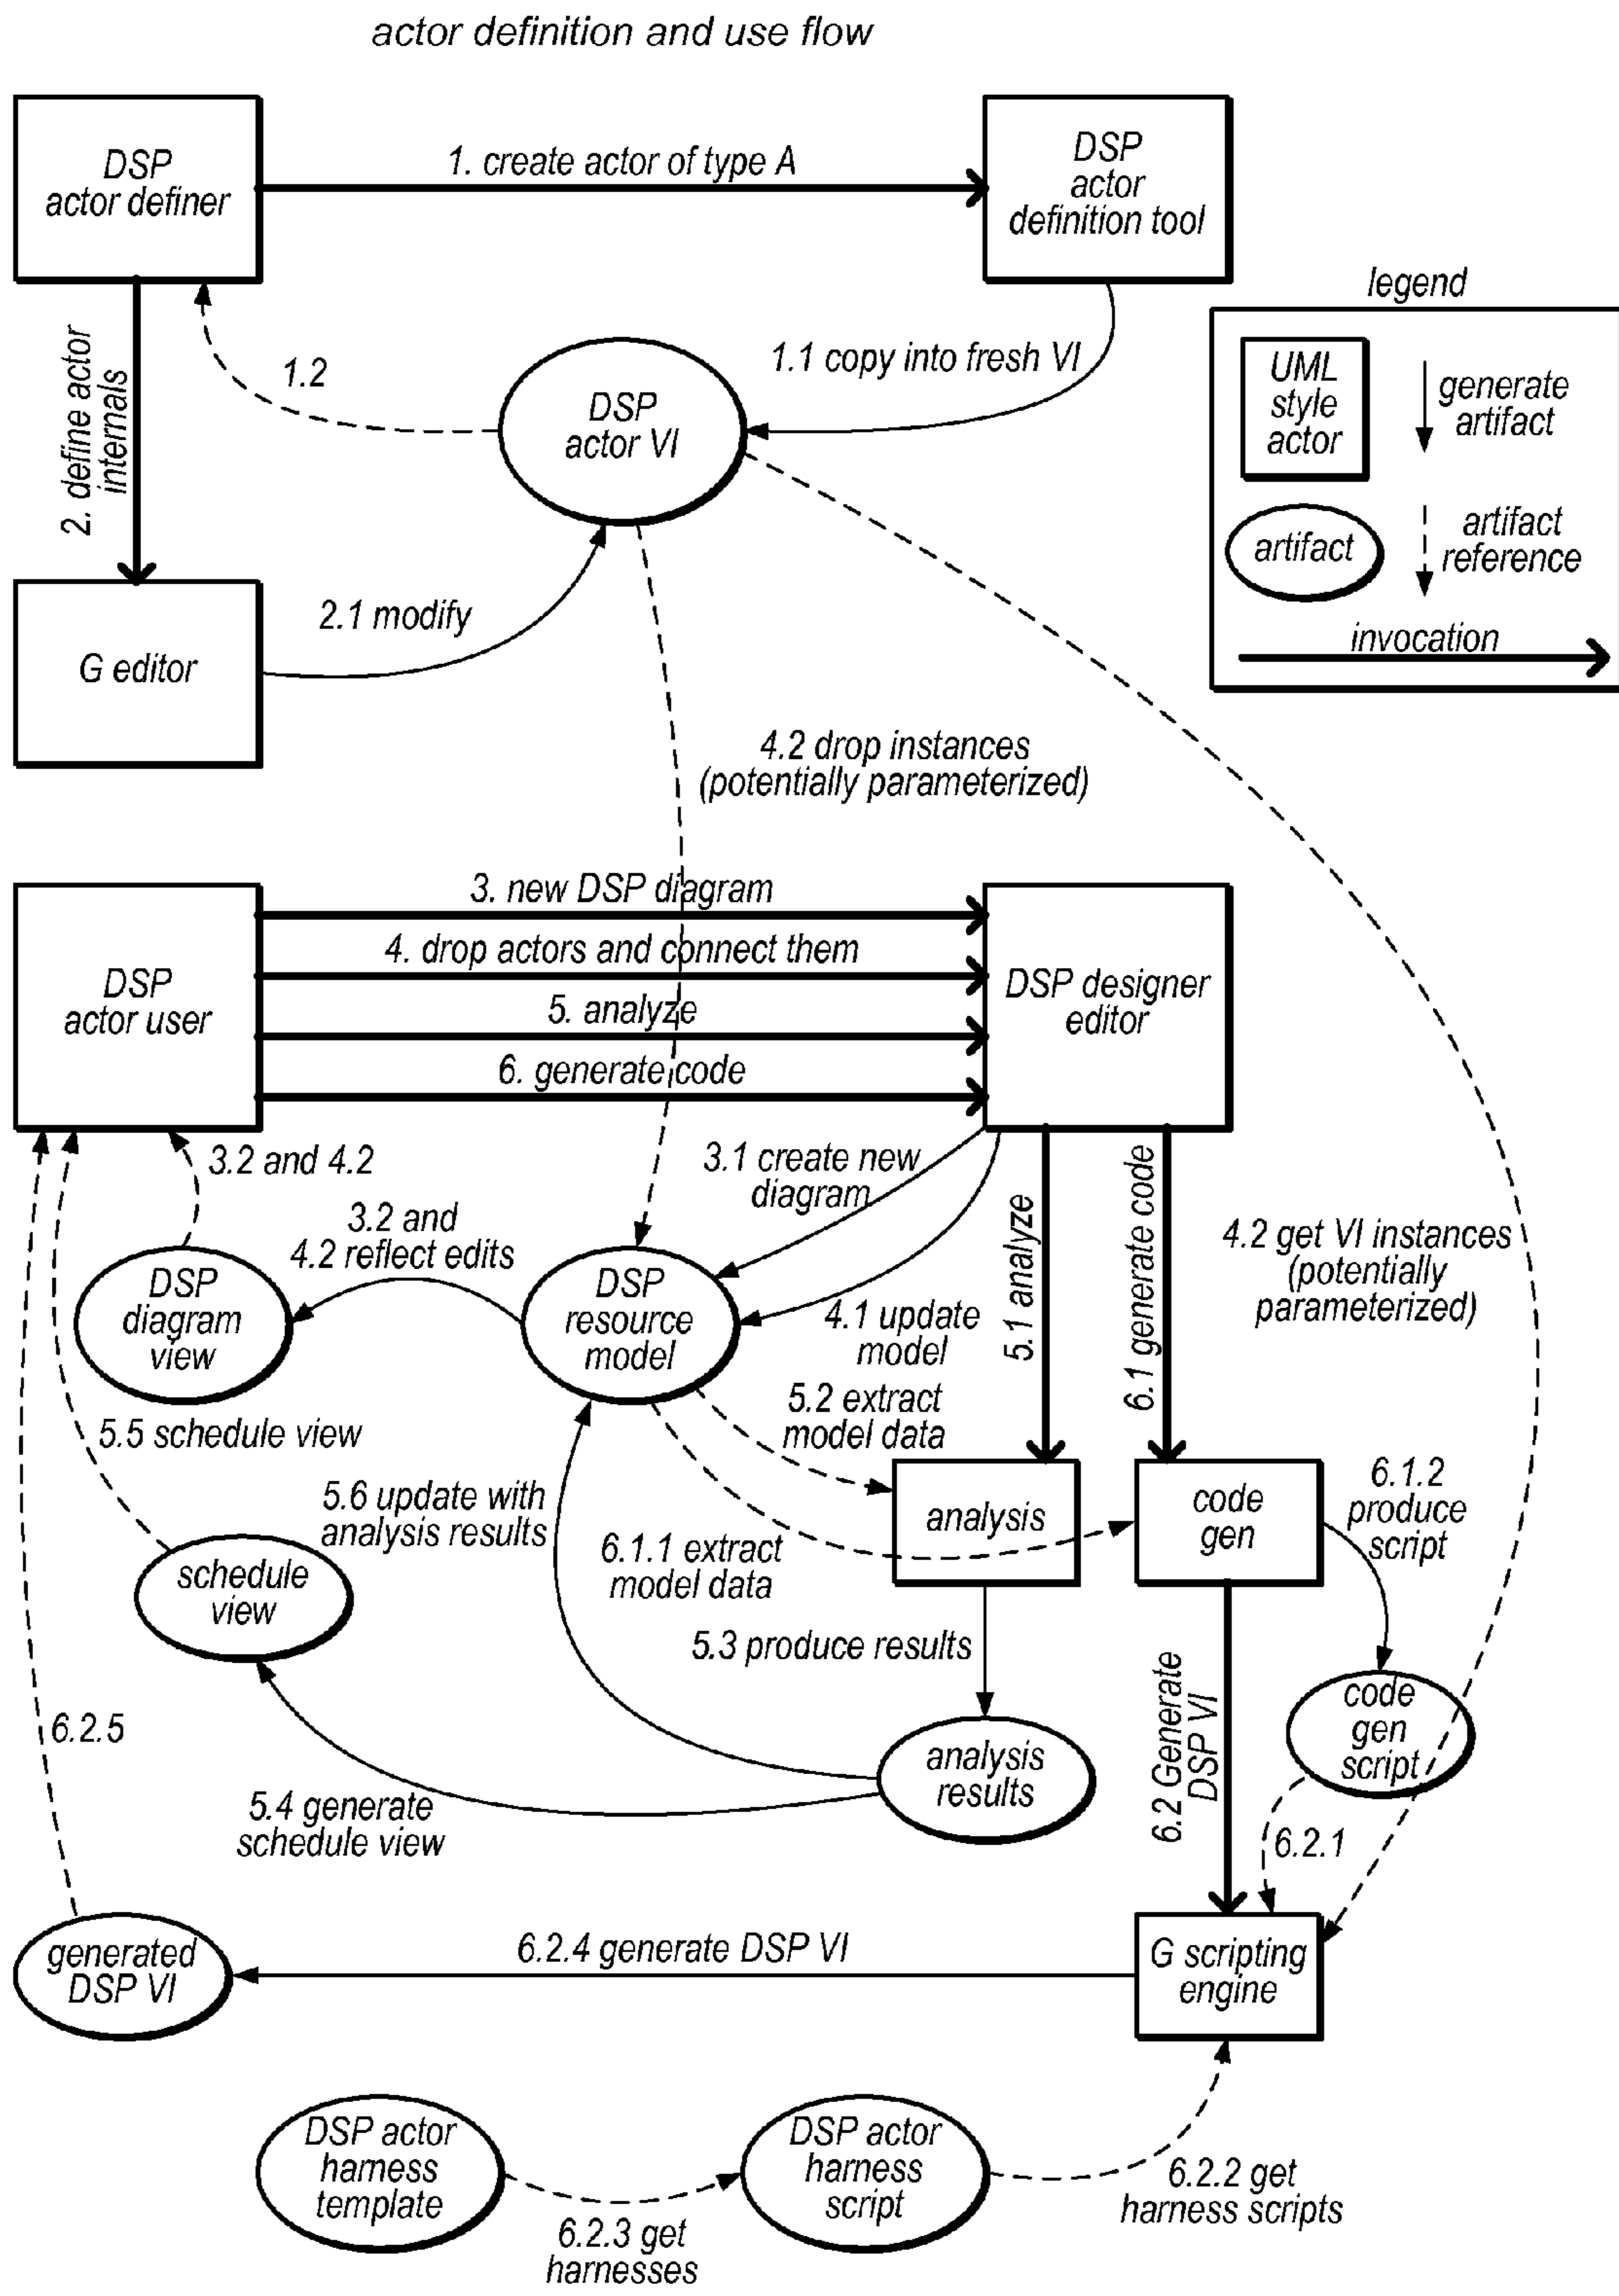 actor definition and use flow
DSP
actor definer
1. create actor of type A
DSP
actor
definition tool
legend
UML
style
actor
generate
artifact
artifact
artifact
reference
invocation
1.1 copy into fresh VI
1.2
DSP
actor VI
2. define actor
internals
2.1 modify
G editor
4.2 drop instances
(potentially parameterized)
DSP
actor user
3. new DSP diagram
4. drop actors and connect them
5. analyze
6. generate code
DSP designer
editor
3.2 and 4.2
3.1 create new
diagram
3.2 and
4.2 reflect edits
5.1 analyze
6.1 generate code
4.2 get VI instances
(potentially
parameterized)
DSP
diagram
view
DSP
resource
model
4.1 update
model
5.2 extract
model data
5.5 schedule view
5.6 update with
analysis results
6.1.1 extract
model data
analysis
code
gen
6.1.2
produce
script
schedule
view
5.3 produce results
6.2 Generate
DSP VI
code
gen
script
6.2.5
analysis
results
5.4 generate
schedule view
6.2.1
generated
DSP VI
6.2.4 generate DSP VI
G scripting
engine
DSP actor
harness
template
DSP actor
harness
script
6.2.2 get
harness scripts
6.2.3 get
harnesses